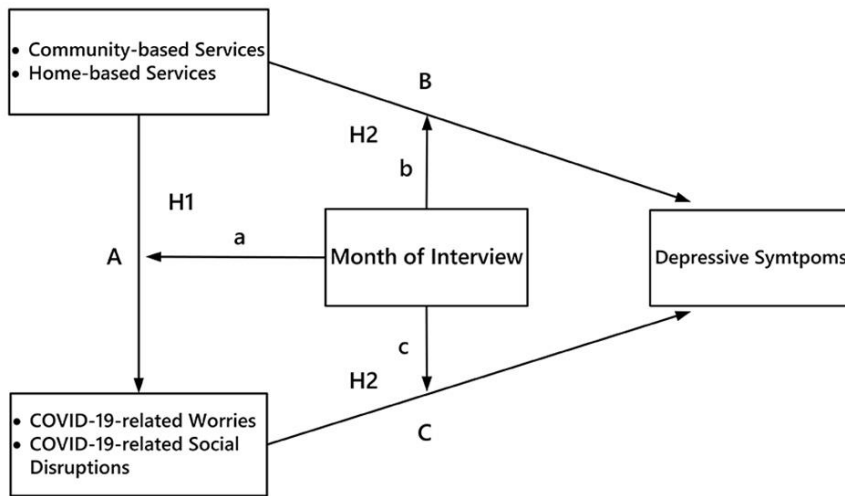 • Community-based Services
• Home-based Services
B
H2
b
H1
a
A
Month of Interview
Depressive Symtpoms
c
H2
C
• COVID-19-related Worries
• COVID-19-related Social
Disruptions